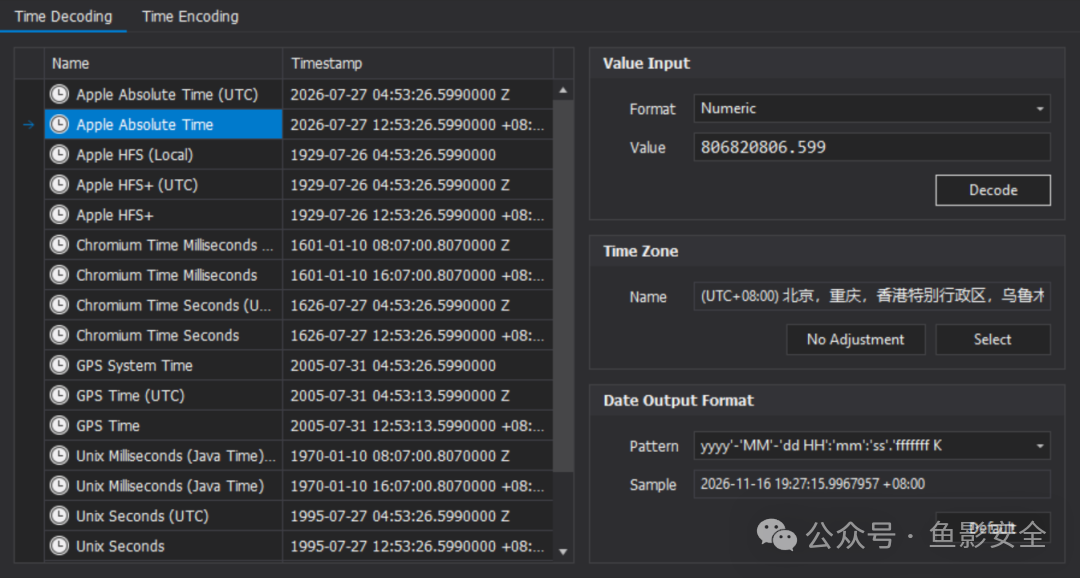 Time Decoding Time Encoding
Name Timestamp
Apple Absolute Time (UTC) 2026-07-27 04:53:26.5990000 Z
Apple Absolute Time 2026-07-27 12:53:26.5990000 +08:...
Apple HFS (Local) 1929-07-26 04:53:26.5990000
Apple HFS+ (UTC) 1929-07-26 04:53:26.5990000 Z
Apple HFS+ 1929-07-26 12:53:26.5990000 +08:...
Chromium Time Milliseconds ... 1601-01-10 08:07:00.8070000 Z
Chromium Time Milliseconds 1601-01-10 16:07:00.8070000 +08:...
Chromium Time Seconds (U... 1626-07-27 04:53:26.5990000 Z
Chromium Time Seconds 1626-07-27 12:53:26.5990000 +08:...
GPS System Time 2005-07-31 04:53:26.5990000
GPS Time (UTC) 2005-07-31 04:53:13.5990000 Z
GPS Time 2005-07-31 12:53:13.5990000 +08:...
Unix Milliseconds (Java Time)... 1970-01-10 08:07:00.8070000 Z
Unix Milliseconds (Java Time) 1970-01-10 16:07:00.8070000 +08:...
Unix Seconds (UTC) 1995-07-27 04:53:26.5990000 Z
Unix Seconds 1995-07-27 12:53:26.5990000 +08:...
Value Input
Format Numeric
Value 806820806.599
Decode
Time Zone
Name (UTC+08:00) 北京，重庆，香港特别行政区，乌鲁木
No Adjustment Select
Date Output Format
Pattern yyyy'-'MM'-'dd HH':'mm':'ss'.'fffffff K
Sample 2026-11-16 19:27:15.9967957 +08:00
Default
公众号 · 鱼影安全